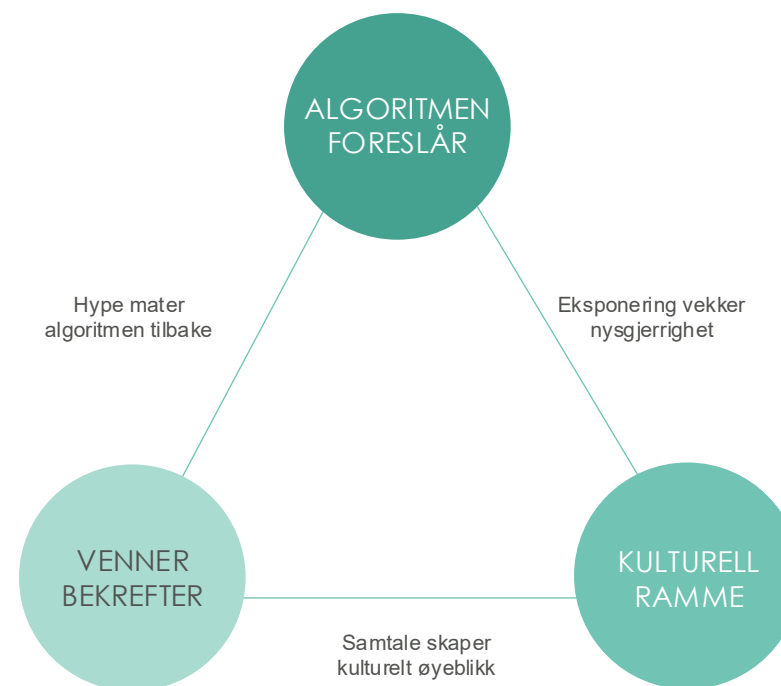 ALGORITMEN
FORESLÅR
Hype mater
algoritmen tilbake
Eksponering vekker
nysgjerrighet
VENNER
BEKREFTER
KULTURELL
RAMME
Samtale skaper
kulturelt øyeblikk